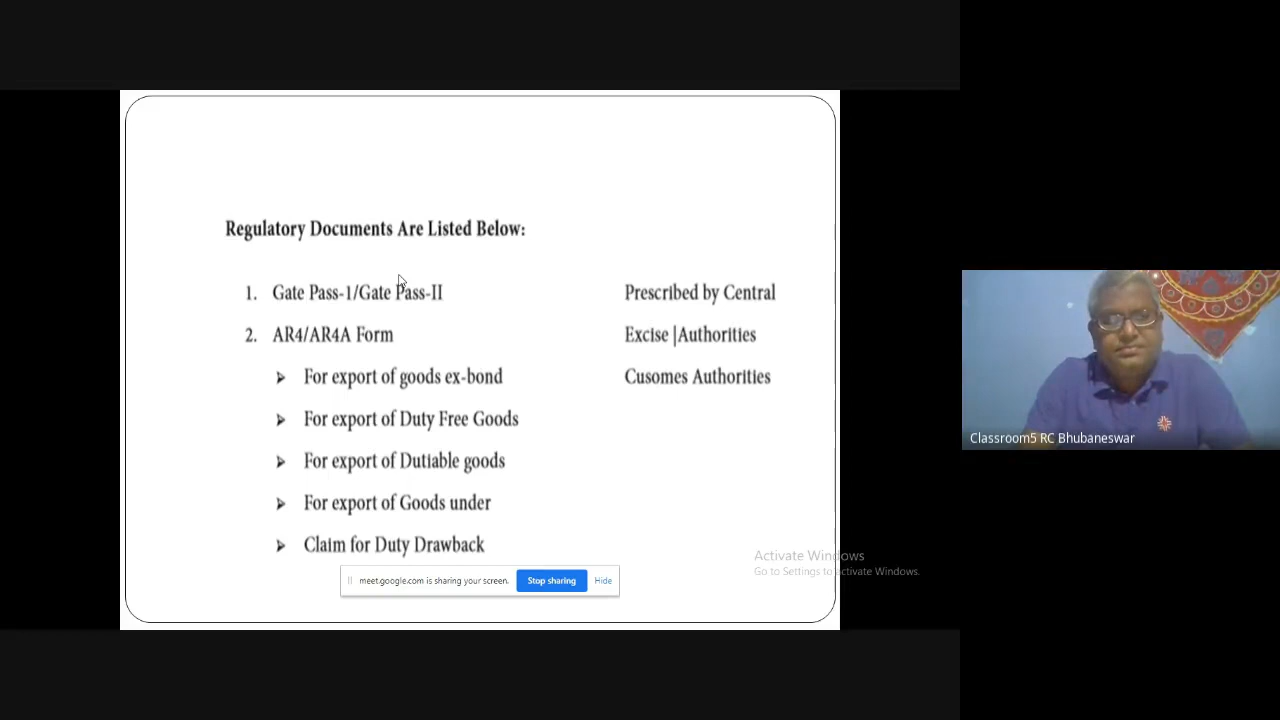 Regulatory Documents Are Listed Below:
1. Gate Pass-1/Gate Pass-II Prescribed by Central
2. AR4/AR4A Form Excise |Authorities
➢ For export of goods ex-bond Cusomes Authorities
➢ For export of Duty Free Goods
➢ For export of Dutiable goods
➢ For export of Goods under
➢ Claim for Duty Drawback
meet.google.com is sharing your screen. Stop sharing Hide
Activate Windows
Go to Settings to activate Windows.
Classroom5 RC Bhubaneswar